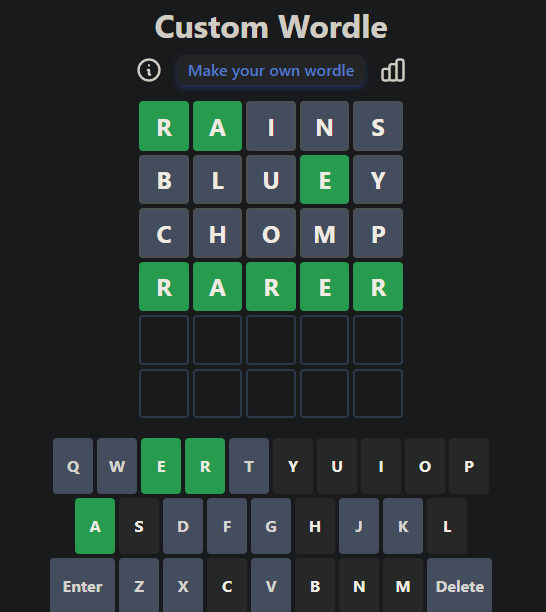 Custom Wordle
Make your own wordle
R A I N S
B L U E Y
C H O M P
R A R E R
Q W E R T Y U I O P
A S D F G H J K L
Enter Z X C V B N M Delete